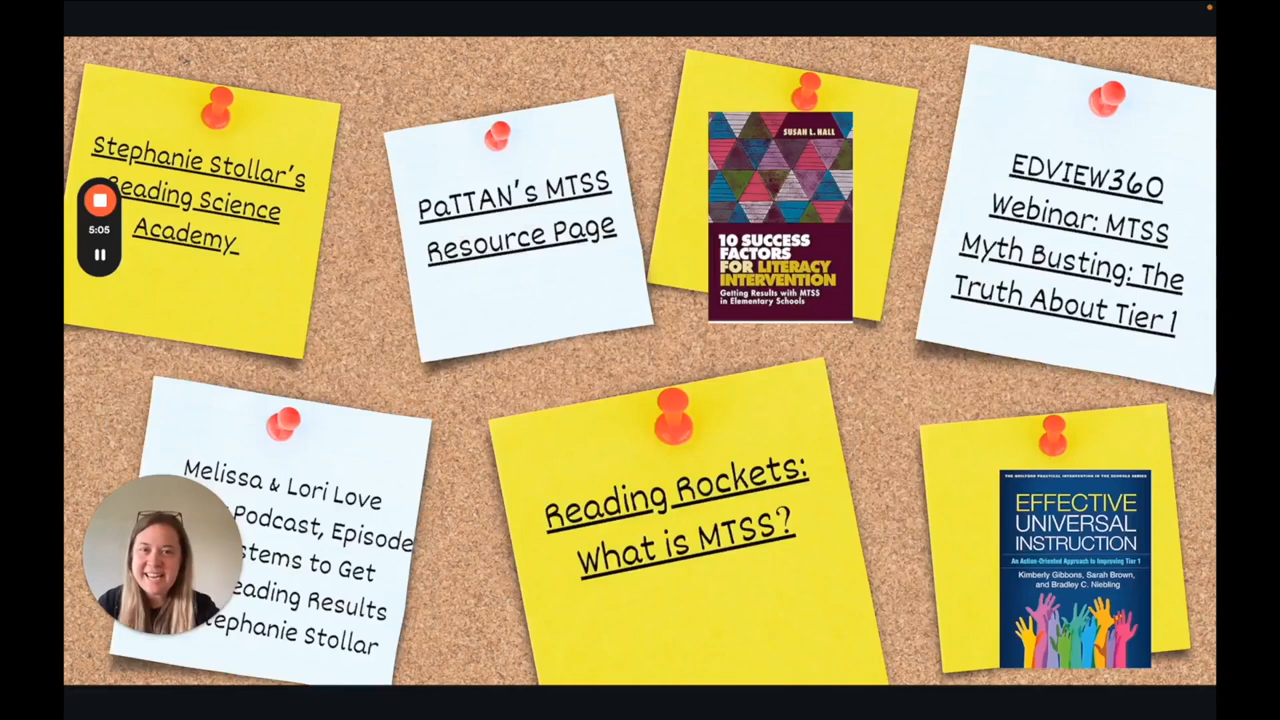 Stephanie Stollar's
Reading Science
Academy
5:05
PaTTAN's MTSS
Resource Page
SUSAN L. HALL
10 SUCCESS
FACTORS
FOR LITERACY
INTERVENTION
Getting Results with MTSS
in Elementary Schools
EDVIEW360
Webinar: MTSS
Myth Busting: The
Truth About Tier 1
Melissa & Lori Love
Podcast, Episode
to Get
Results
Stollar
Reading Rockets:
What is MTSS?
THE GUILFORD PRACTICAL INTERVENTION IN THE SCHOOLS SERIES
EFFECTIVE
UNIVERSAL
INSTRUCTION
An Action-Oriented Approach to Improving Tier 1
Kimberly Gibbons, Sarah Brown,
and Bradley C. Niebling